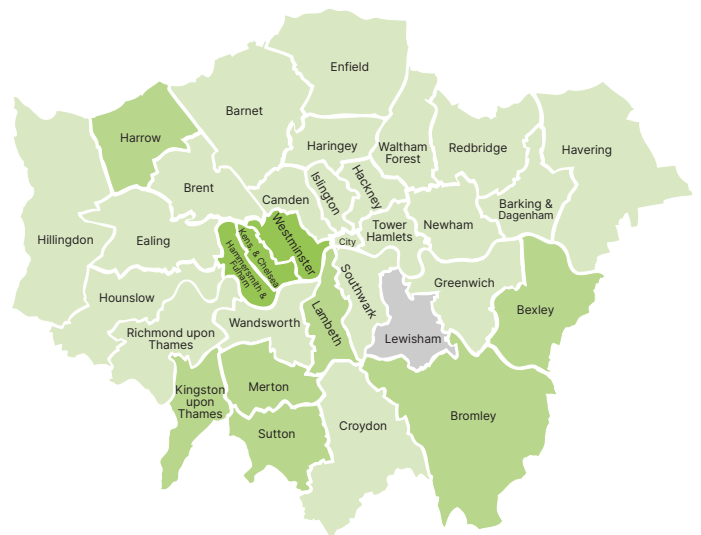 Enfield
Barnet
Harrow
Haringey
Waltham
Forest
Redbridge
Havering
Brent
Camden
Islington
Hackney
Barking &
Dagenham
Hillingdon
Ealing
Kens. & Chelsea
Westminster
Hammersmith &
Fulham
City
Tower
Hamlets
Newham
Hounslow
Southwark
Greenwich
Bexley
Richmond upon
Thames
Wandsworth
Lambeth
Lewisham
Kingston
upon
Thames
Merton
Sutton
Croydon
Bromley